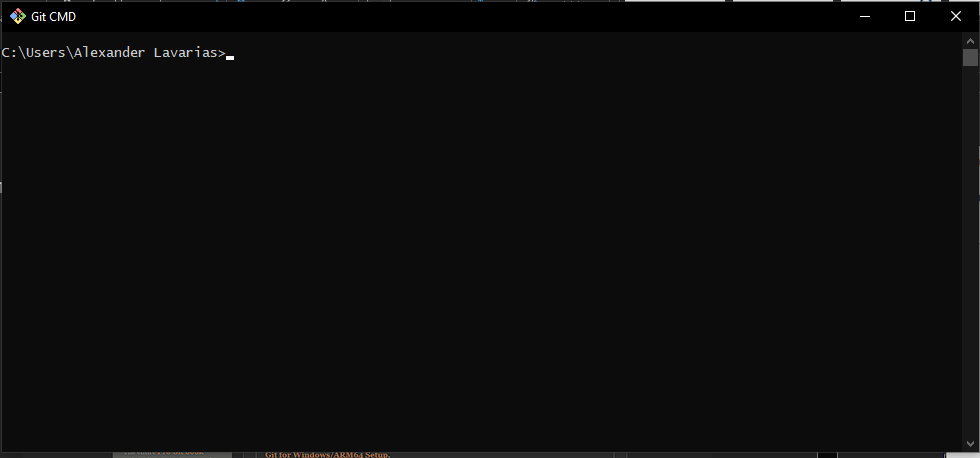 Git CMD
C:\Users\Alexander Lavarias>
Git for Windows/ARM64 Setup.